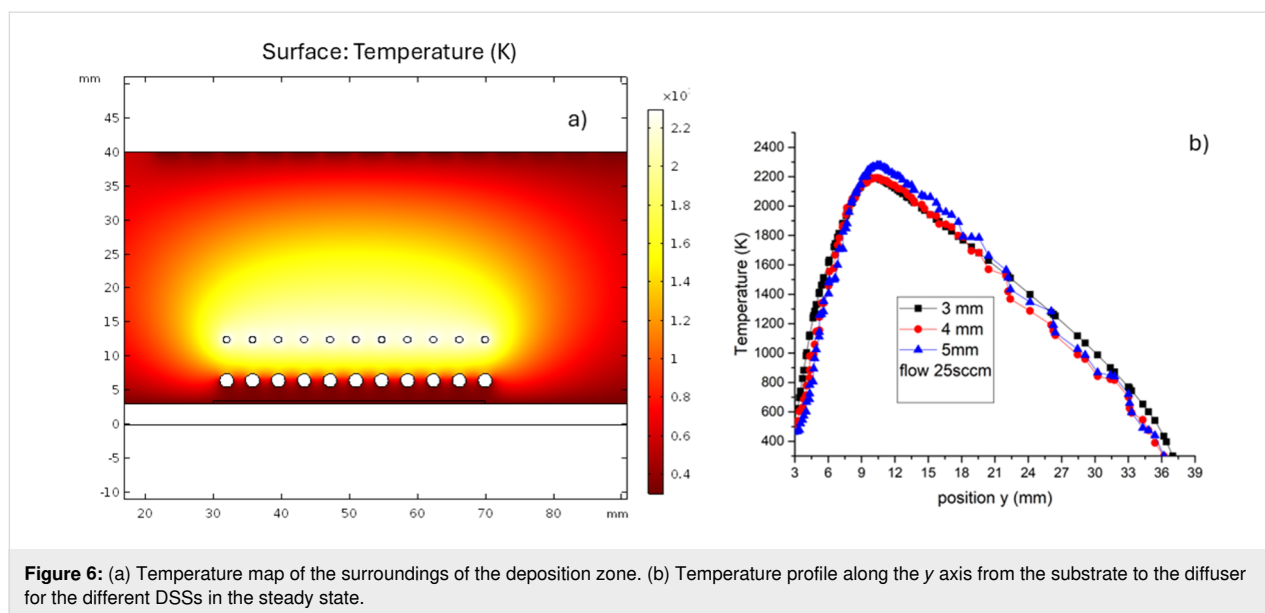 Surface: Temperature (K)
mm
a)
45
40
35
30
25
20
15
10
5
0
-5
-10
20
30
40
50
60
70
80
mm
2.2
2
1.8
1.6
1.4
1.2
1
0.8
0.6
0.4
b)
Temperature (K)
2400
2200
2000
1800
1600
1400
1200
1000
800
600
400
3 mm
4 mm
5mm
flow 25sccm
3 6 9 12 15 18 21 24 27 30 33 36 39
position y (mm)
Figure 6: (a) Temperature map of the surroundings of the deposition zone. (b) Temperature profile along the y axis from the substrate to the diffuser
for the different DSSs in the steady state.